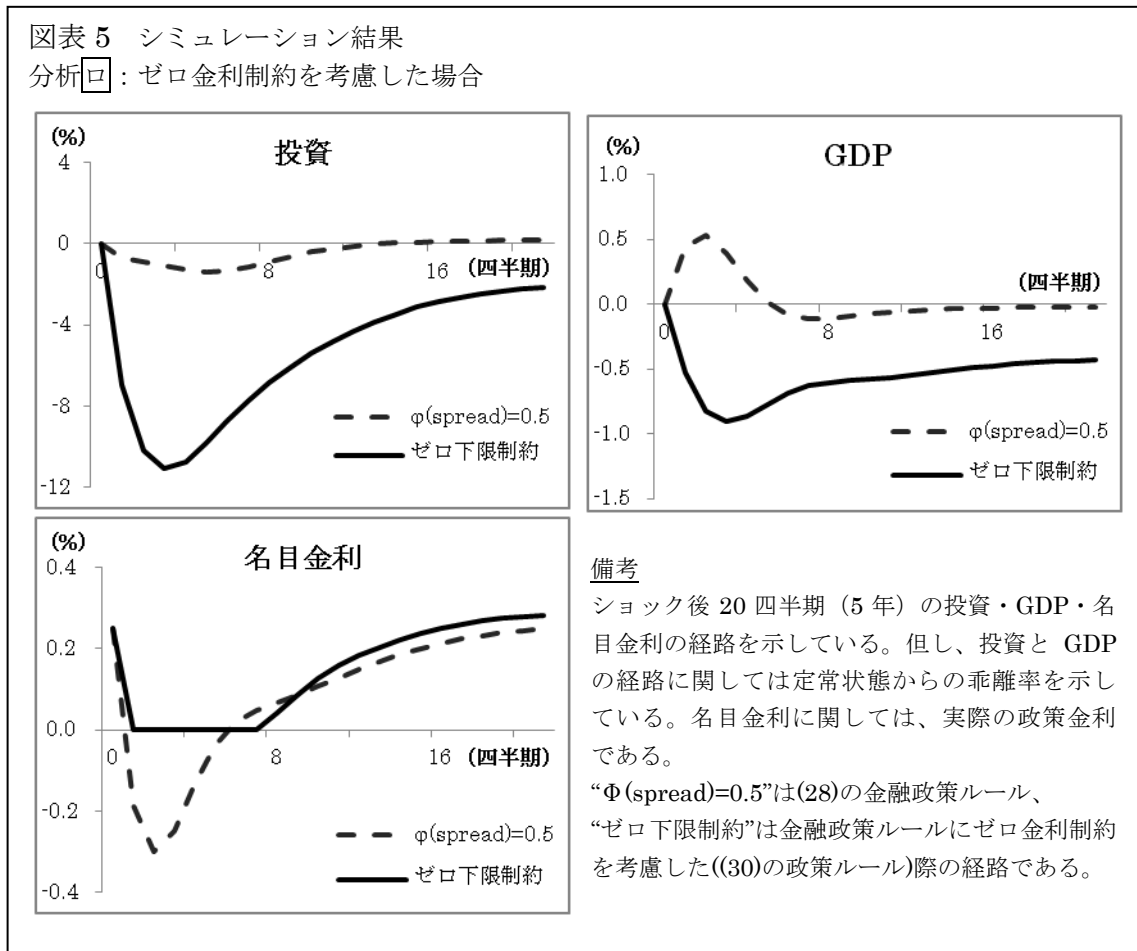 図表 5 シミュレーション結果
分析ロ：ゼロ金利制約を考慮した場合
(%)
投資
4
0
-4
-8
-12
0
8
16
(四半期)
φ(spread)=0.5
ゼロ下限制約
(%)
GDP
1.0
0.5
0.0
-0.5
-1.0
-1.5
0
8
16
(四半期)
φ(spread)=0.5
ゼロ下限制約
(%)
名目金利
0.4
0.2
0.0
-0.2
-0.4
0
8
16
(四半期)
φ(spread)=0.5
ゼロ下限制約
備考
ショック後 20 四半期（5 年）の投資・GDP・名
目金利の経路を示している。但し、投資と GDP
の経路に関しては定常状態からの乖離率を示し
ている。名目金利に関しては、実際の政策金利
である。
“Φ(spread)=0.5”は(28)の金融政策ルール、
“ゼロ下限制約”は金融政策ルールにゼロ金利制約
を考慮した((30)の政策ルール)際の経路である。